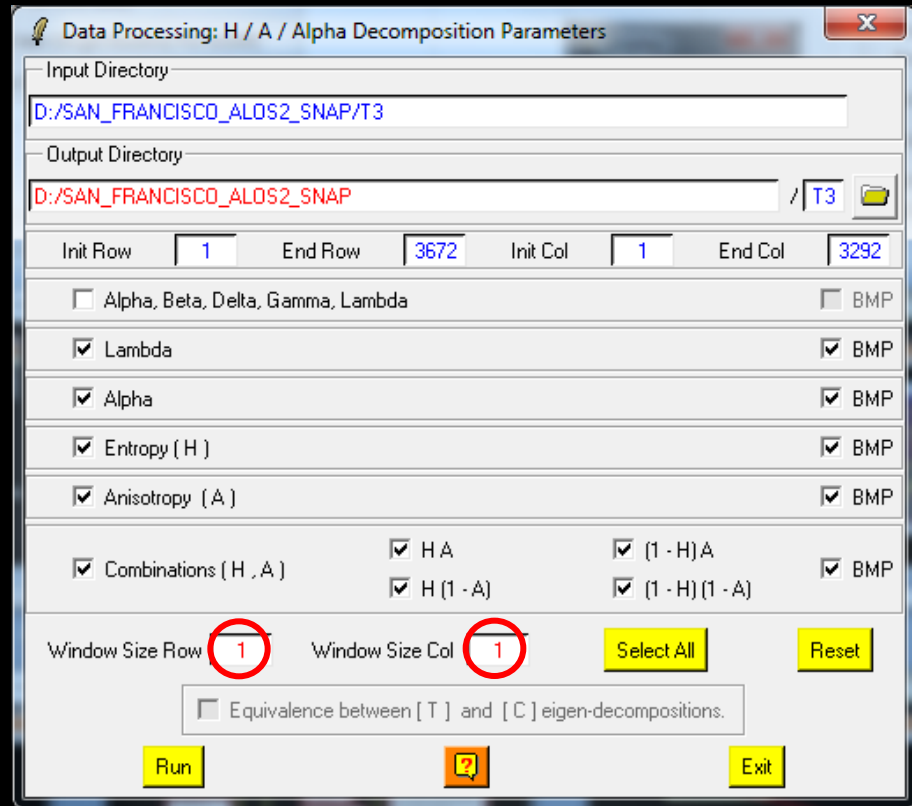 Data Processing: H / A / Alpha Decomposition Parameters
Input Directory
D:/SAN_FRANCISCO_ALOS2_SNAP/T3
Output Directory
D:/SAN_FRANCISCO_ALOS2_SNAP / T3
Init Row 1 End Row 3672 Init Col 1 End Col 3292
Alpha, Beta, Delta, Gamma, Lambda BMP
Lambda BMP
Alpha BMP
Entropy ( H ) BMP
Anisotropy ( A ) BMP
H A (1 - H) A
Combinations ( H , A ) BMP
H (1 - A) (1 - H) (1 - A)
Window Size Row 1 Window Size Col 1 Select All Reset
Equivalence between [ T ] and [ C ] eigen-decompositions.
Run ? Exit